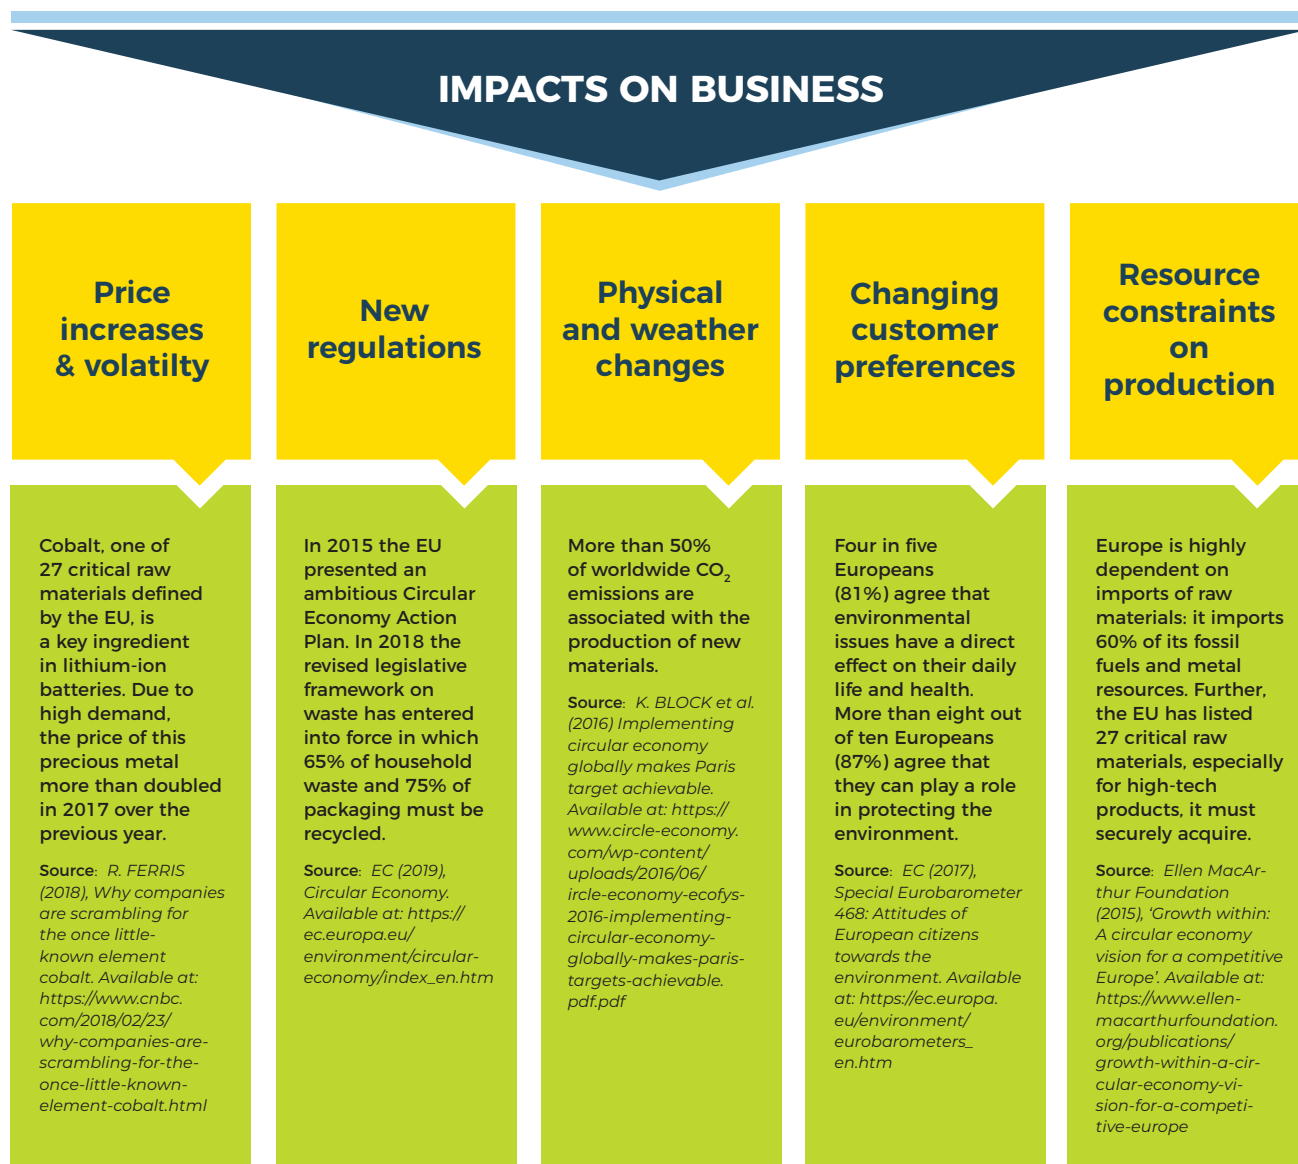 IMPACTS ON BUSINESS
Price
increases
& volatilty
New
regulations
Physical
and weather
changes
Changing
customer
preferences
Resource
constraints
on
production
Cobalt, one of
27 critical raw
materials defined
by the EU, is
a key ingredient
in lithium-ion
batteries. Due to
high demand,
the price of this
precious metal
more than doubled
in 2017 over the
previous year.
Source: R. FERRIS
(2018), Why companies
are scrambling for
the once little-
known element
cobalt. Available at:
https://www.cnbc.
com/2018/02/23/
why-companies-are-
scrambling-for-the-
once-little-known-
element-cobalt.html
In 2015 the EU
presented an
ambitious Circular
Economy Action
Plan. In 2018 the
revised legislative
framework on
waste has entered
into force in which
65% of household
waste and 75% of
packaging must be
recycled.
Source: EC (2019),
Circular Economy.
Available at: https://
ec.europa.eu/
environment/circular-
economy/index_en.htm
More than 50%
of worldwide CO₂
emissions are
associated with the
production of new
materials.
Source: K. BLOCK et al.
(2016) Implementing
circular economy
globally makes Paris
target achievable.
Available at: https://
www.circle-economy.
com/wp-content/
uploads/2016/06/
ircle-economy-ecofys-
2016-implementing-
circular-economy-
globally-makes-paris-
targets-achievable.
pdf.pdf
Four in five
Europeans
(81%) agree that
environmental
issues have a direct
effect on their daily
life and health.
More than eight out
of ten Europeans
(87%) agree that
they can play a role
in protecting the
environment.
Source: EC (2017),
Special Eurobarometer
468: Attitudes of
European citizens
towards the
environment. Available
at: https://ec.europa.
eu/environment/
eurobarometers_
en.htm
Europe is highly
dependent on
imports of raw
materials: it imports
60% of its fossil
fuels and metal
resources. Further,
the EU has listed
27 critical raw
materials, especially
for high-tech
products, it must
securely acquire.
Source: Ellen MacAr-
thur Foundation
(2015), ‘Growth within:
A circular economy
vision for a competitive
Europe’. Available at:
https://www.ellen-
macarthurfoundation.
org/publications/
growth-within-a-cir-
cular-economy-vi-
sion-for-a-competi-
tive-europe